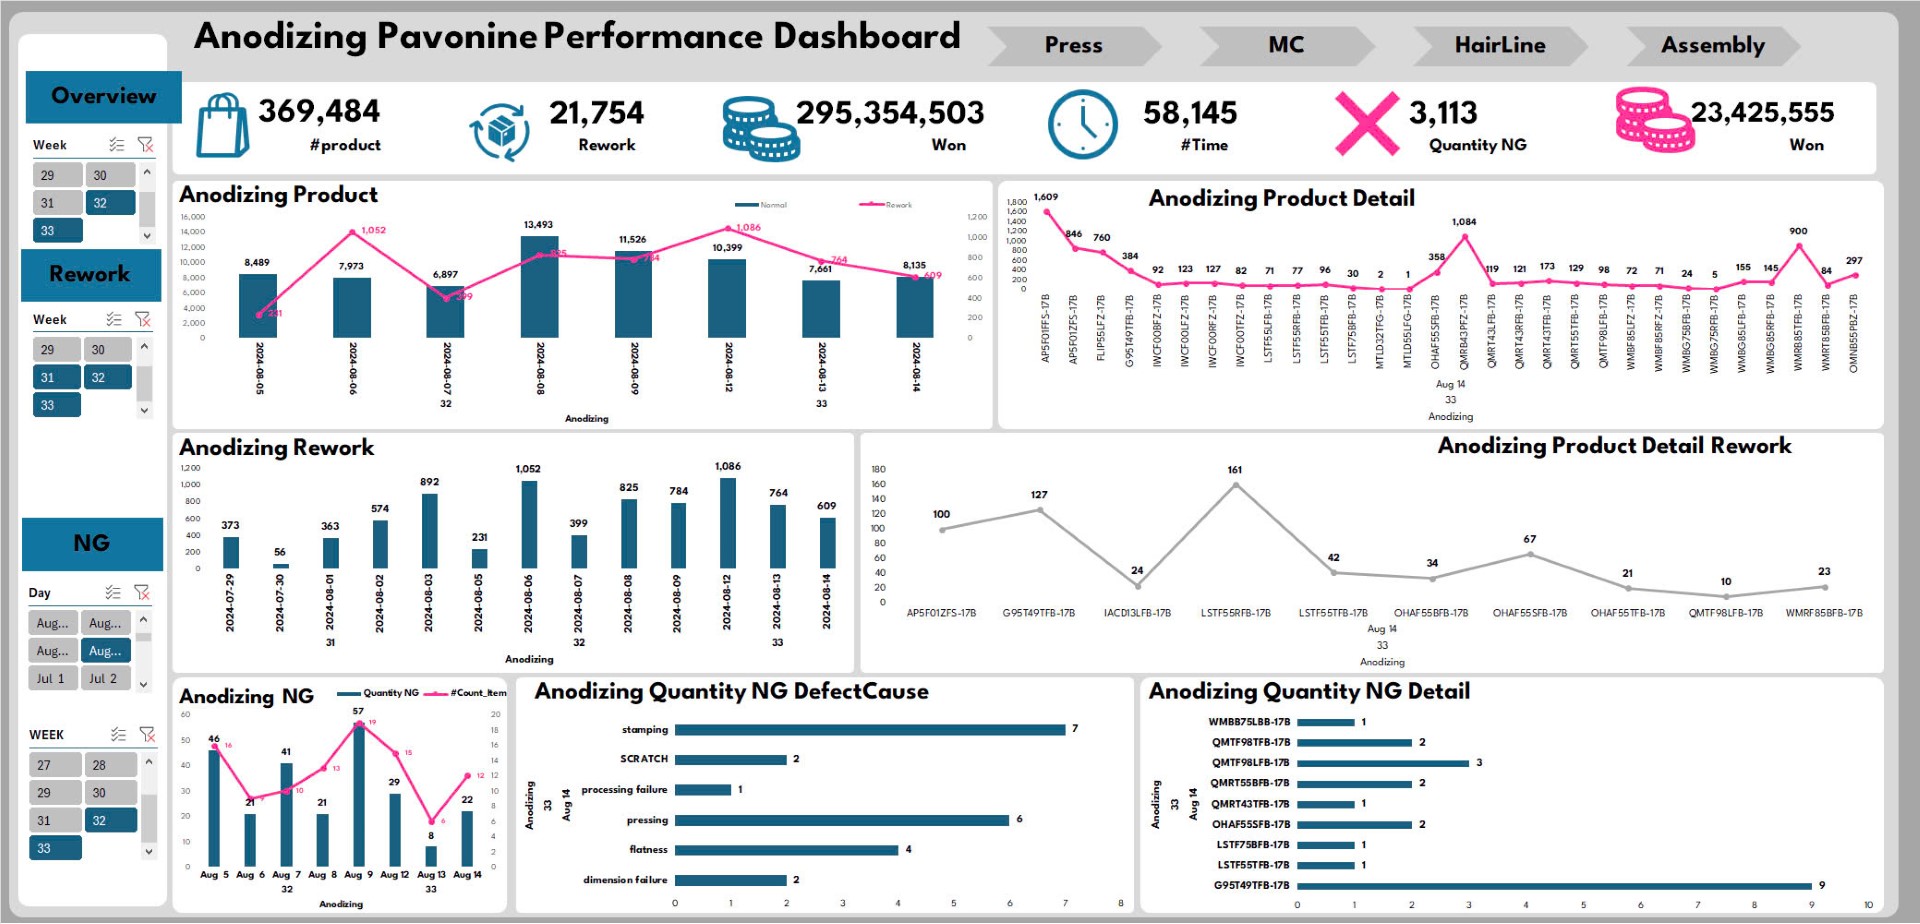 Anodizing Pavonine Performance Dashboard
Press
MC
HairLine
Assembly
Overview
Week
29 30
31 32
33
Rework
Week
29 30
31 32
33
NG
Day
Aug... Aug...
Aug... Aug...
Jul 1 Jul 2
WEEK
27 28
29 30
31 32
33
369,484
#product
21,754
Rework
295,354,503
Won
58,145
#Time
3,113
Quantity NG
23,425,555
Won
Anodizing Product
Normal Rework
16,000
14,000
12,000
10,000
8,000
6,000
4,000
2,000
0
1,200
1,000
800
600
400
200
0
8,489 7,973 6,897 13,493 11,526 10,399 7,661 8,135
231 1,052 399 825 784 1,086 764 609
2024-08-05 2024-08-06 2024-08-07 2024-08-08 2024-08-09 2024-08-12 2024-08-13 2024-08-14
32 33
Anodizing
Anodizing Product Detail
1,800
1,600
1,400
1,200
1,000
800
600
400
200
0
1,609 846 760 384 92 123 127 82 71 77 96 30 2 1 358 1,084 119 121 173 129 98 72 71 24 5 155 145 900 84 297
AP5F01FFS-17B AP5F01ZFS-17B FLIP55LFZ-17B G95T49TFB-17B IWCF00BFZ-17B IWCF00LFZ-17B IWCF00RFZ-17B IWCF00TFZ-17B LSTF55LFB-17B LSTF55RFB-17B LSTF55TFB-17B LSTF75BFB-17B MTLD32TFG-17B MTLD55LFG-17B OHAF55SFB-17B QMRB43PFZ-17B QMRT43LFB-17B QMRT43RFB-17B QMRT43TFB-17B QMRT55TFB-17B QMTF98LFB-17B WMBF85LFZ-17B WMBF85RFZ-17B WMBG75BFB-17B WMBG75RFB-17B WMBG85LFB-17B WMBG85RFB-17B WMRB85TFB-17B WMRT85BFB-17B OMNB55PBZ-17B
Aug 14
33
Anodizing
Anodizing Rework
1,200
1,000
800
600
400
200
0
373 56 363 574 892 231 1,052 399 825 784 1,086 764 609
2024-07-29 2024-07-30 2024-08-01 2024-08-02 2024-08-03 2024-08-05 2024-08-06 2024-08-07 2024-08-08 2024-08-09 2024-08-12 2024-08-13 2024-08-14
31 32 33
Anodizing
Anodizing Product Detail Rework
180
160
140
120
100
80
60
40
20
0
100 127 24 161 42 34 67 21 10 23
AP5F01ZFS-17B G95T49TFB-17B IACD13LFB-17B LSTF55RFB-17B LSTF55TFB-17B OHAF55BFB-17B OHAF55SFB-17B OHAF55TFB-17B QMTF98LFB-17B WMRF85BFB-17B
Aug 14
33
Anodizing
Anodizing NG
Quantity NG #Count_Item
60
50
40
30
20
10
0
20
18
16
14
12
10
8
6
4
2
0
46 21 41 21 57 29 8 22
16 9 10 13 19 15 6 12
Aug 5 Aug 6 Aug 7 Aug 8 Aug 9 Aug 12 Aug 13 Aug 14
32 33
Anodizing
Anodizing Quantity NG DefectCause
Anodizing
33
Aug 14
stamping 7
SCRATCH 2
processing failure 1
pressing 6
flatness 4
dimension failure 2
0 1 2 3 4 5 6 7 8
Anodizing Quantity NG Detail
Anodizing
33
Aug 14
WMBB75LBB-17B 1
QMTF98TFB-17B 2
QMTF98LFB-17B 3
QMRT55BFB-17B 2
QMRT43TFB-17B 1
OHAF55SFB-17B 2
LSTF75BFB-17B 1
LSTF55TFB-17B 1
G95T49TFB-17B 9
0 1 2 3 4 5 6 7 8 9 10